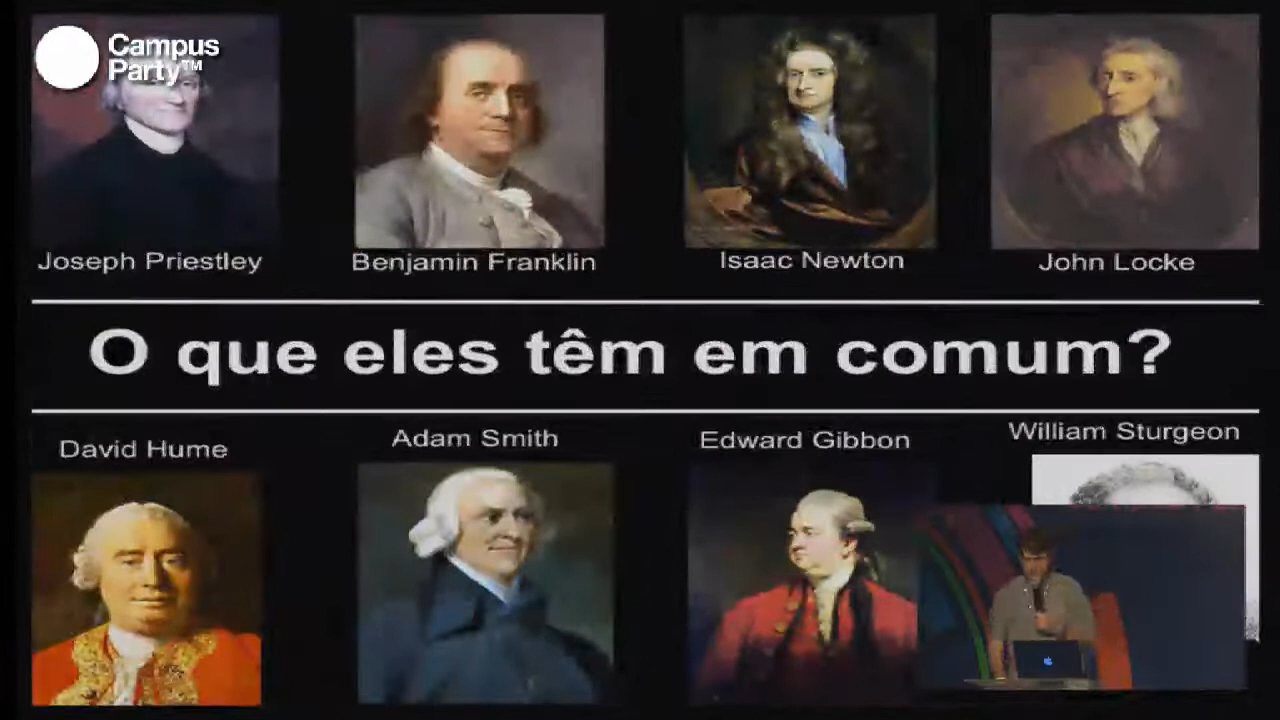 Campus
Party™
Joseph Priestley
Benjamin Franklin
Isaac Newton
John Locke
O que eles têm em comum?
David Hume
Adam Smith
Edward Gibbon
William Sturgeon